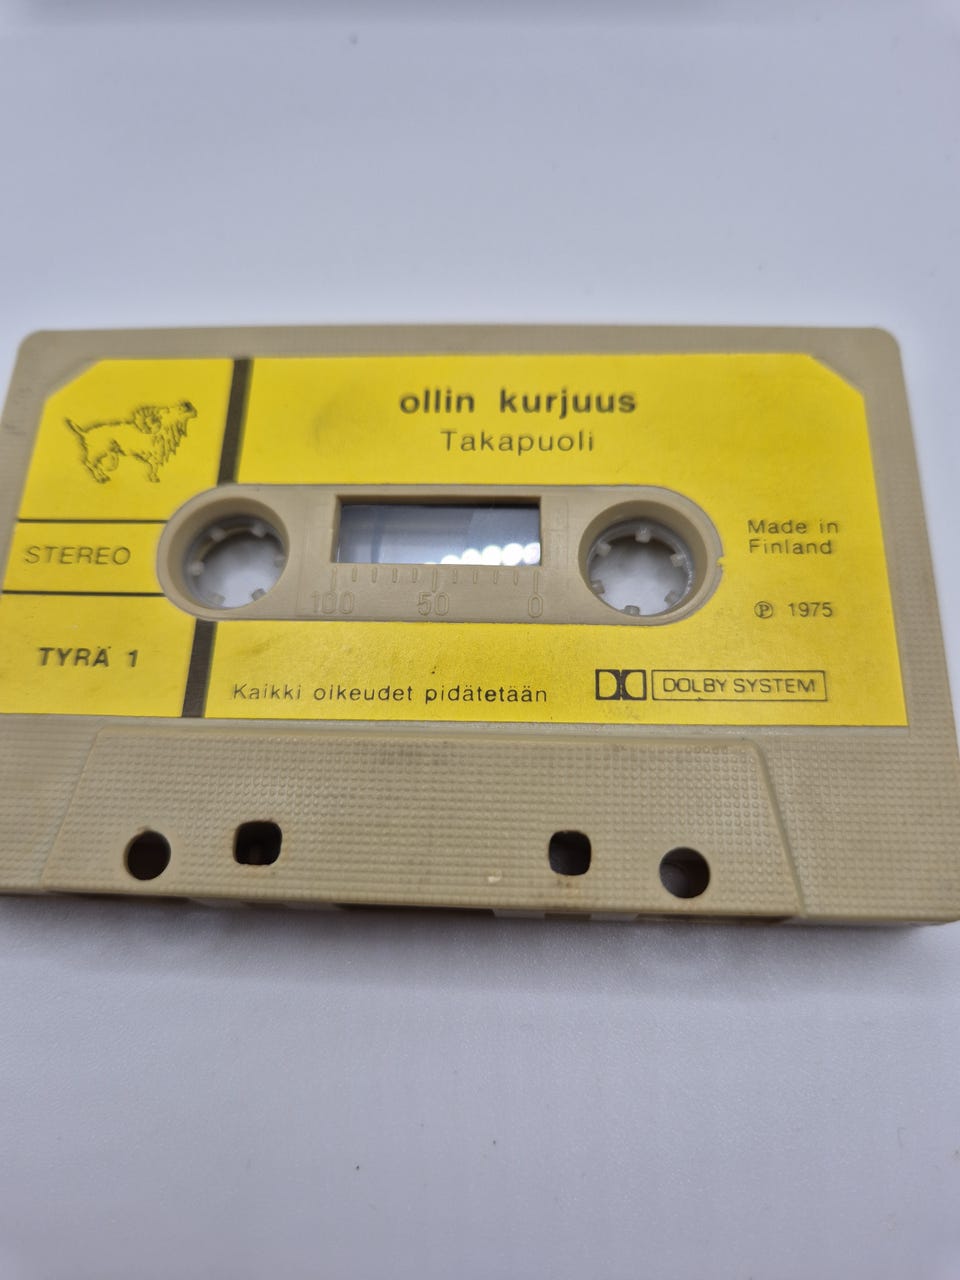 ollin kurjuus
Takapuoli
STEREO
Made in
Finland
100 50 0
℗ 1975
TYRÄ 1
Kaikki oikeudet pidätetään
DOLBY SYSTEM